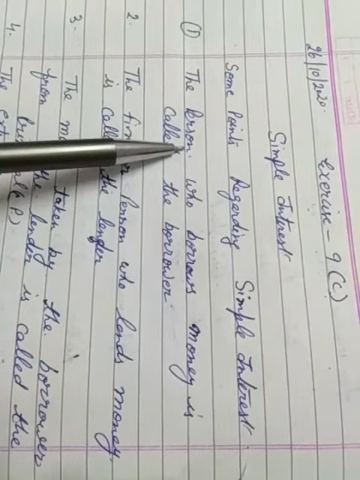 26/10/2020. Exercise - 9 (C)
Simple Interest
Some Points Regarding Simple Interest.
(1) The Person who borrows money is
called the borrower.
2. The or person who lends money
is called the lender
3. The taken by the borrower
from the lender is called the
(P)
4. The